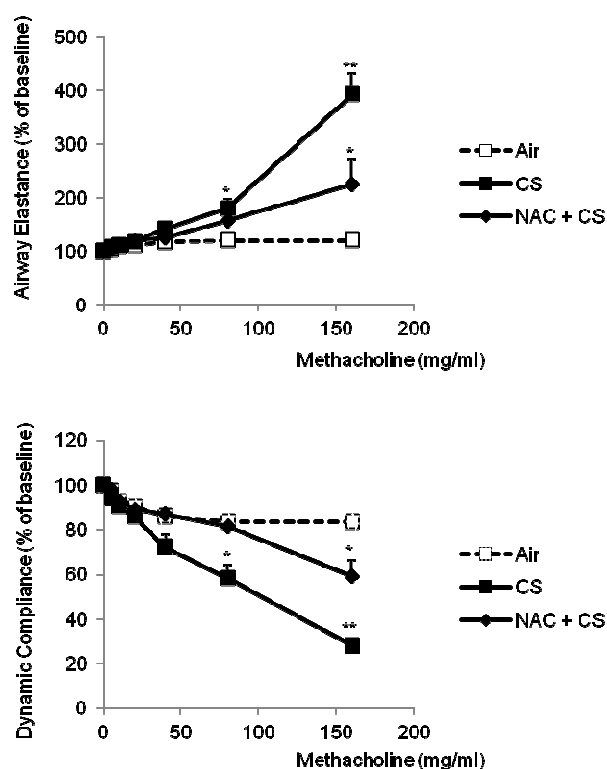 Airway Elastance (% of baseline)
500
400
300
200
100
0
0 50 100 150 200
Methacholine (mg/ml)
* ** *
Air
CS
NAC + CS
Dynamic Compliance (% of baseline)
120
100
80
60
40
20
0
0 50 100 150 200
Methacholine (mg/ml)
* * **
Air
CS
NAC + CS